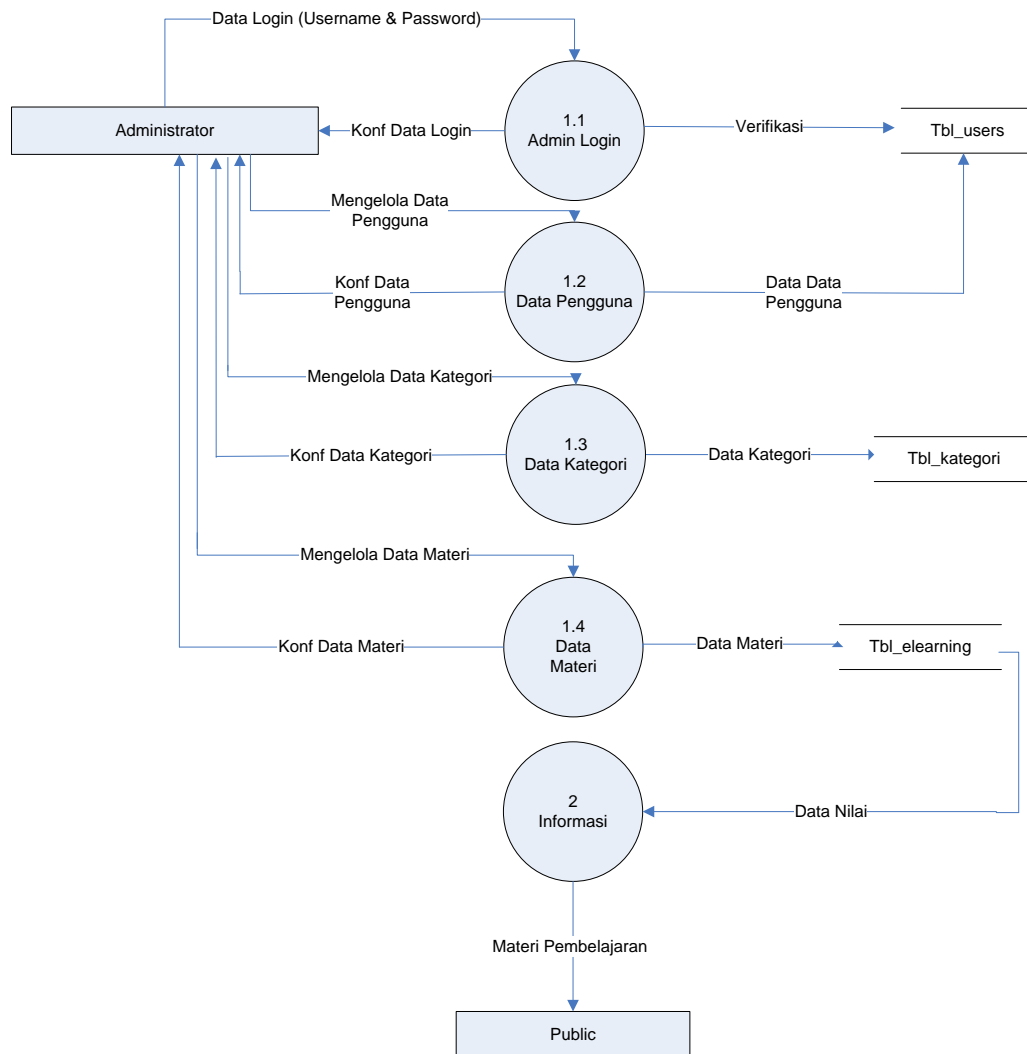 Data Login (Username & Password)
Administrator
Konf Data Login
1.1
Admin Login
Verifikasi
Tbl_users
Mengelola Data
Pengguna
Konf Data
Pengguna
1.2
Data Pengguna
Data Data
Pengguna
Mengelola Data Kategori
Konf Data Kategori
1.3
Data Kategori
Data Kategori
Tbl_kategori
Mengelola Data Materi
Konf Data Materi
1.4
Data
Materi
Data Materi
Tbl_elearning
2
Informasi
Data Nilai
Materi Pembelajaran
Public